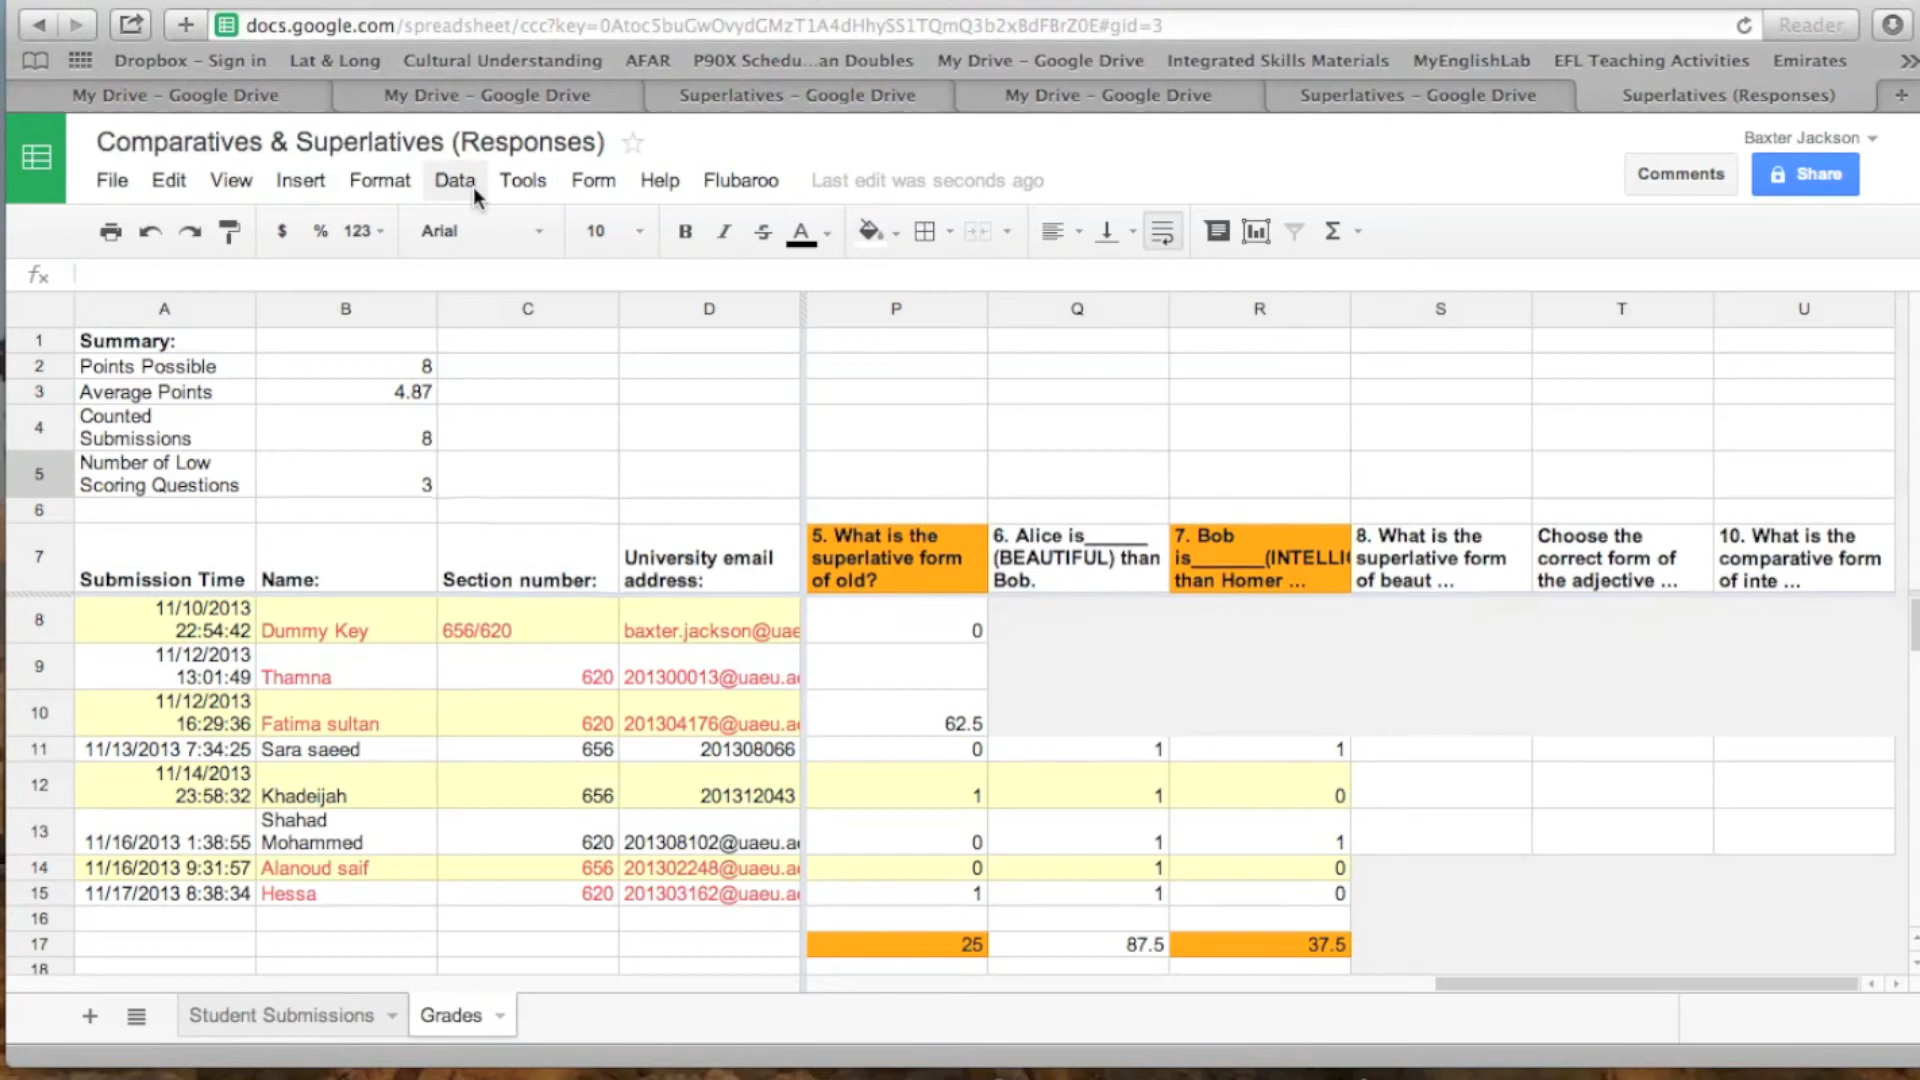 docs.google.com/spreadsheet/ccc?key=0Atoc5buGwOvydGMzT1A4dHhySS1TQmQ3b2xBdFBrZ0E#gid=3
Reader
Dropbox – Sign in Lat & Long Cultural Understanding AFAR P90X Schedu...an Doubles My Drive – Google Drive Integrated Skills Materials MyEnglishLab EFL Teaching Activities Emirates
My Drive – Google Drive My Drive – Google Drive Superlatives – Google Drive My Drive – Google Drive Superlatives – Google Drive Superlatives (Responses)
Comparatives & Superlatives (Responses)
Baxter Jackson
File Edit View Insert Format Data Tools Form Help Flubaroo Last edit was seconds ago
Comments Share
$ % 123 Arial 10 B I S A Σ
fx
A B C D P Q R S T U
1 Summary:
2 Points Possible 8
3 Average Points 4.87
4 Counted
Submissions 8
5 Number of Low
Scoring Questions 3
6
7 Submission Time Name: Section number:
University email
address:
5. What is the
superlative form
of old?
6. Alice is______
(BEAUTIFUL) than
Bob.
7. Bob
is_______(INTELLI
than Homer ...
8. What is the
superlative form
of beaut ...
Choose the
correct form of
the adjective ...
10. What is the
comparative form
of inte ...
8 11/10/2013
22:54:42 Dummy Key 656/620 baxter.jackson@uae 0
9 11/12/2013
13:01:49 Thamna 620 201300013@uaeu.a
10 11/12/2013
16:29:36 Fatima sultan 620 201304176@uaeu.a 62.5
11 11/13/2013 7:34:25 Sara saeed 656 201308066 0 1 1
12 11/14/2013
23:58:32 Khadeijah 656 201312043 1 1 0
13 Shahad
11/16/2013 1:38:55 Mohammed 620 201308102@uaeu.a 0 1 1
14 11/16/2013 9:31:57 Alanoud saif 656 201302248@uaeu.a 0 1 0
15 11/17/2013 8:38:34 Hessa 620 201303162@uaeu.a 1 1 0
16
17 25 87.5 37.5
18
Student Submissions Grades